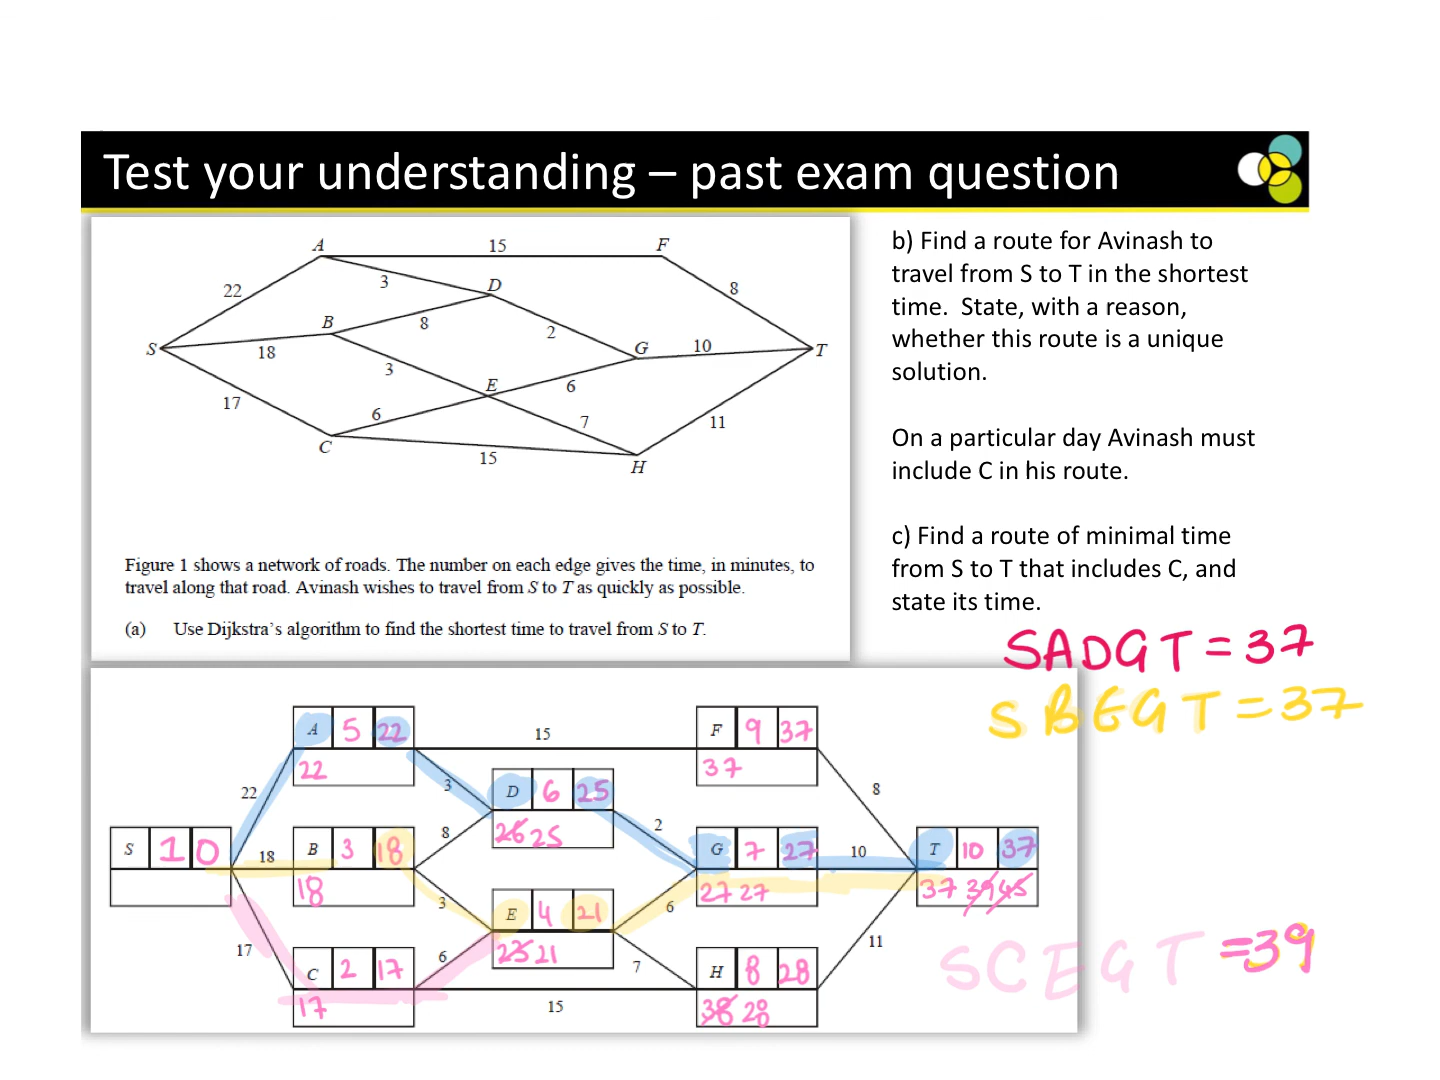 Test your understanding – past exam question
A 15 F
22 3 D 8
B 8 2
S 18 G 10 T
3 E 6
17 6 7 11
C 15 H
Figure 1 shows a network of roads. The number on each edge gives the time, in minutes, to
travel along that road. Avinash wishes to travel from S to T as quickly as possible.
(a) Use Dijkstra's algorithm to find the shortest time to travel from S to T.
b) Find a route for Avinash to
travel from S to T in the shortest
time. State, with a reason,
whether this route is a unique
solution.
On a particular day Avinash must
include C in his route.
c) Find a route of minimal time
from S to T that includes C, and
state its time.
SADGT = 37
SBEGT = 37
A 5 22 15 F 9 37
22 37
22 3 D 6 25 8
8 26 25 2
S 1 0 18 B 3 18 G 7 27 10 T 10 37
18 27 27 37 39 45
3 E 4 21 6
17 6 23 21 7 11
C 2 17 H 8 28
17 15 38 28
SCEGT = 39